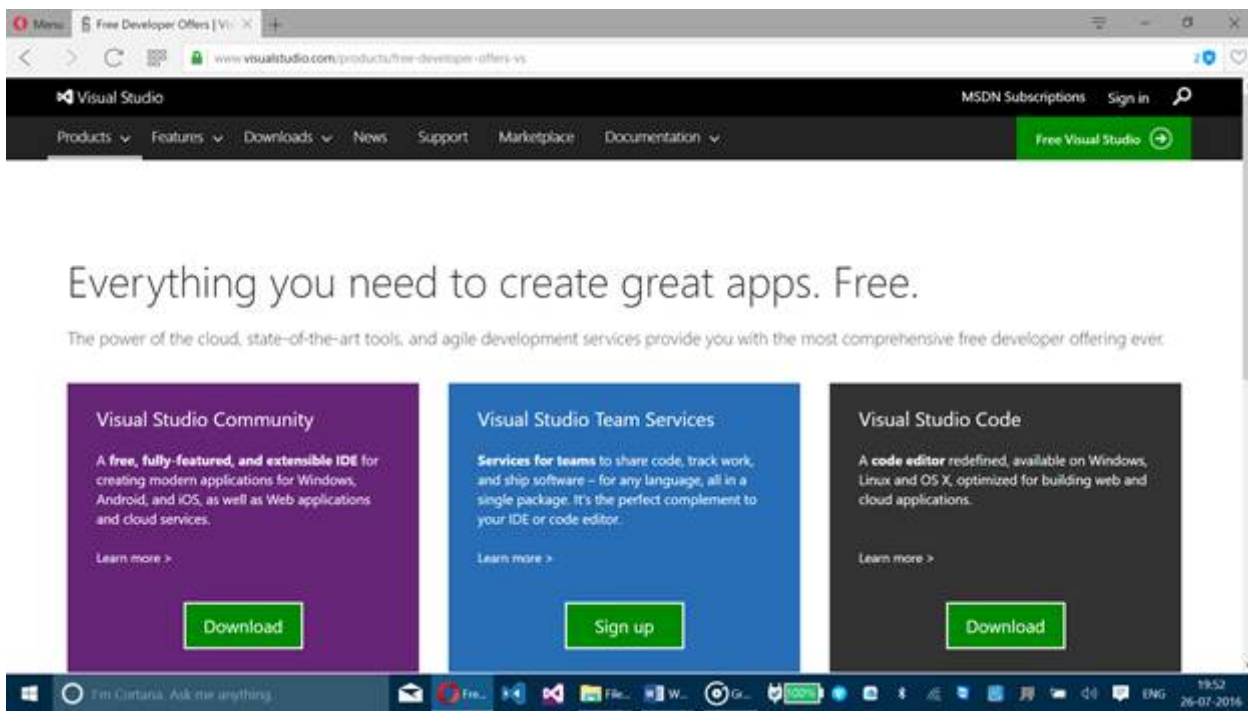 Menu
Free Developer Offers | Vi
www.visualstudio.com/products/free-developer-offers-vs
2
Visual Studio
MSDN Subscriptions Sign in
Products Features Downloads News Support Marketplace Documentation
Free Visual Studio
Everything you need to create great apps. Free.
The power of the cloud, state-of-the-art tools, and agile development services provide you with the most comprehensive free developer offering ever.
Visual Studio Community
A free, fully-featured, and extensible IDE for
creating modern applications for Windows,
Android, and iOS, as well as Web applications
and cloud services.
Learn more >
Download
Visual Studio Team Services
Services for teams to share code, track work,
and ship software – for any language, all in a
single package. It's the perfect complement to
your IDE or code editor.
Learn more >
Sign up
Visual Studio Code
A code editor redefined, available on Windows,
Linux and OS X, optimized for building web and
cloud applications.
Learn more >
Download
I'm Cortana. Ask me anything.
Fre...
File...
W...
Gr...
100%
ENG
19:52
26-07-2016